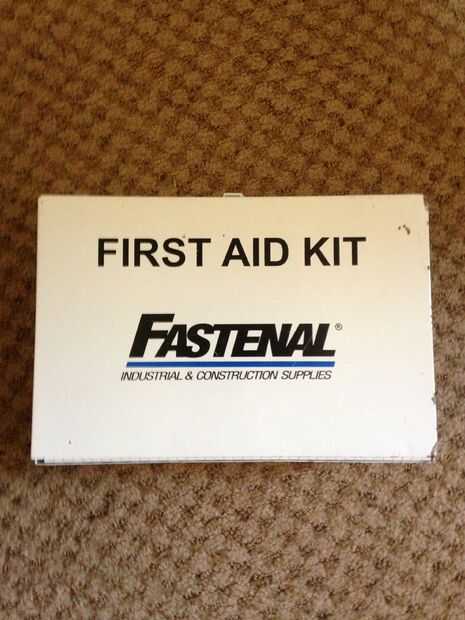 FIRST AID KIT
FASTENAL®
INDUSTRIAL & CONSTRUCTION SUPPLIES